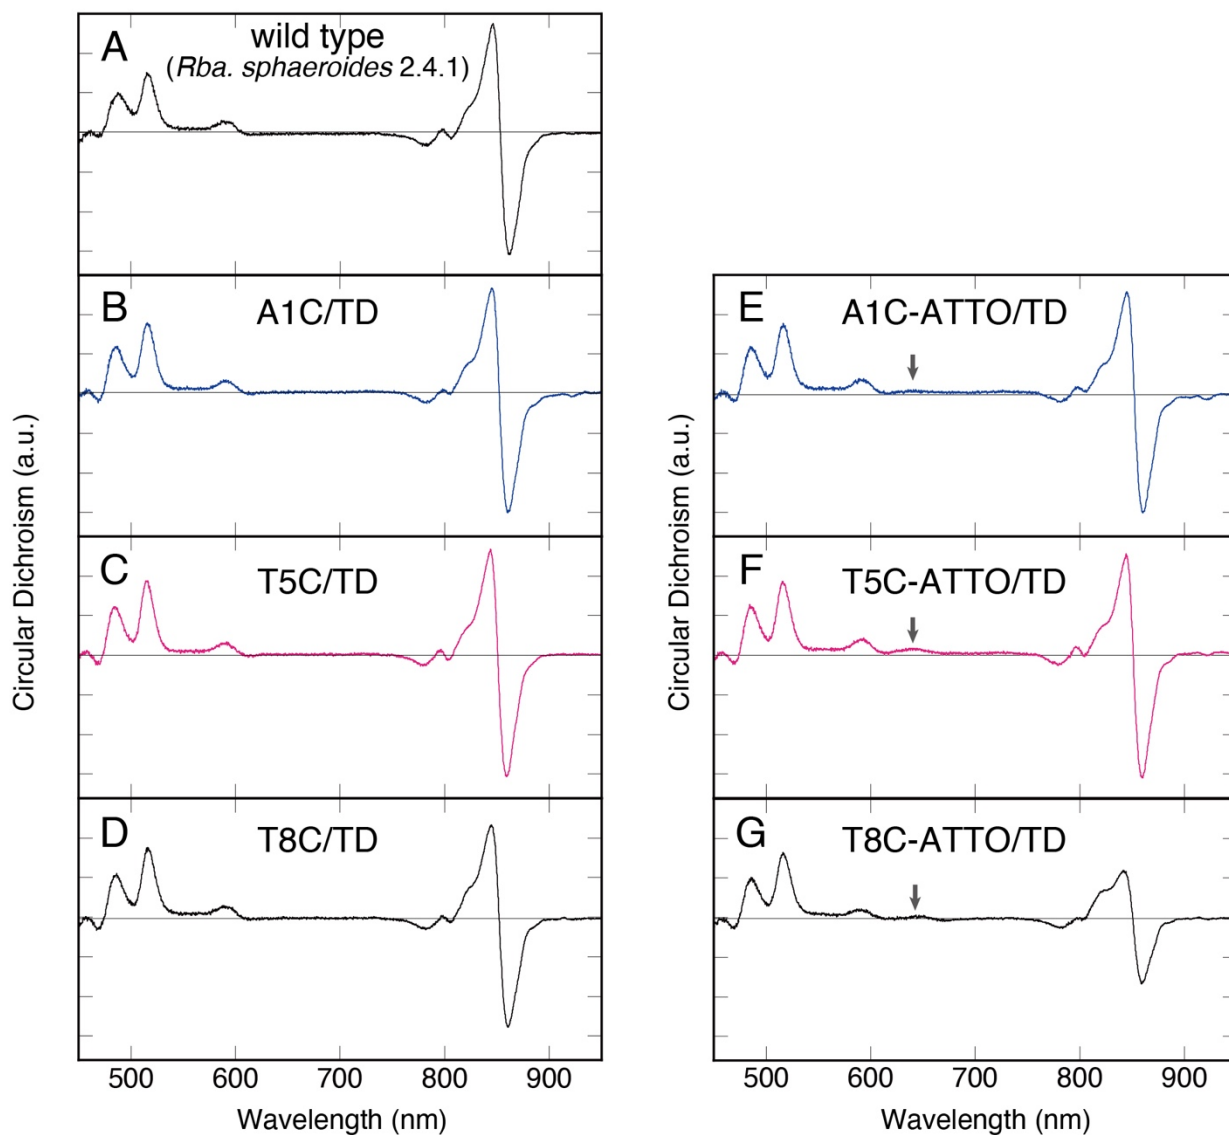 A
wild type
(Rba. sphaeroides 2.4.1)
B
A1C/TD
C
T5C/TD
D
T8C/TD
Circular Dichroism (a.u.)
500 600 700 800 900
Wavelength (nm)
E
A1C-ATTO/TD
F
T5C-ATTO/TD
G
T8C-ATTO/TD
Circular Dichroism (a.u.)
500 600 700 800 900
Wavelength (nm)